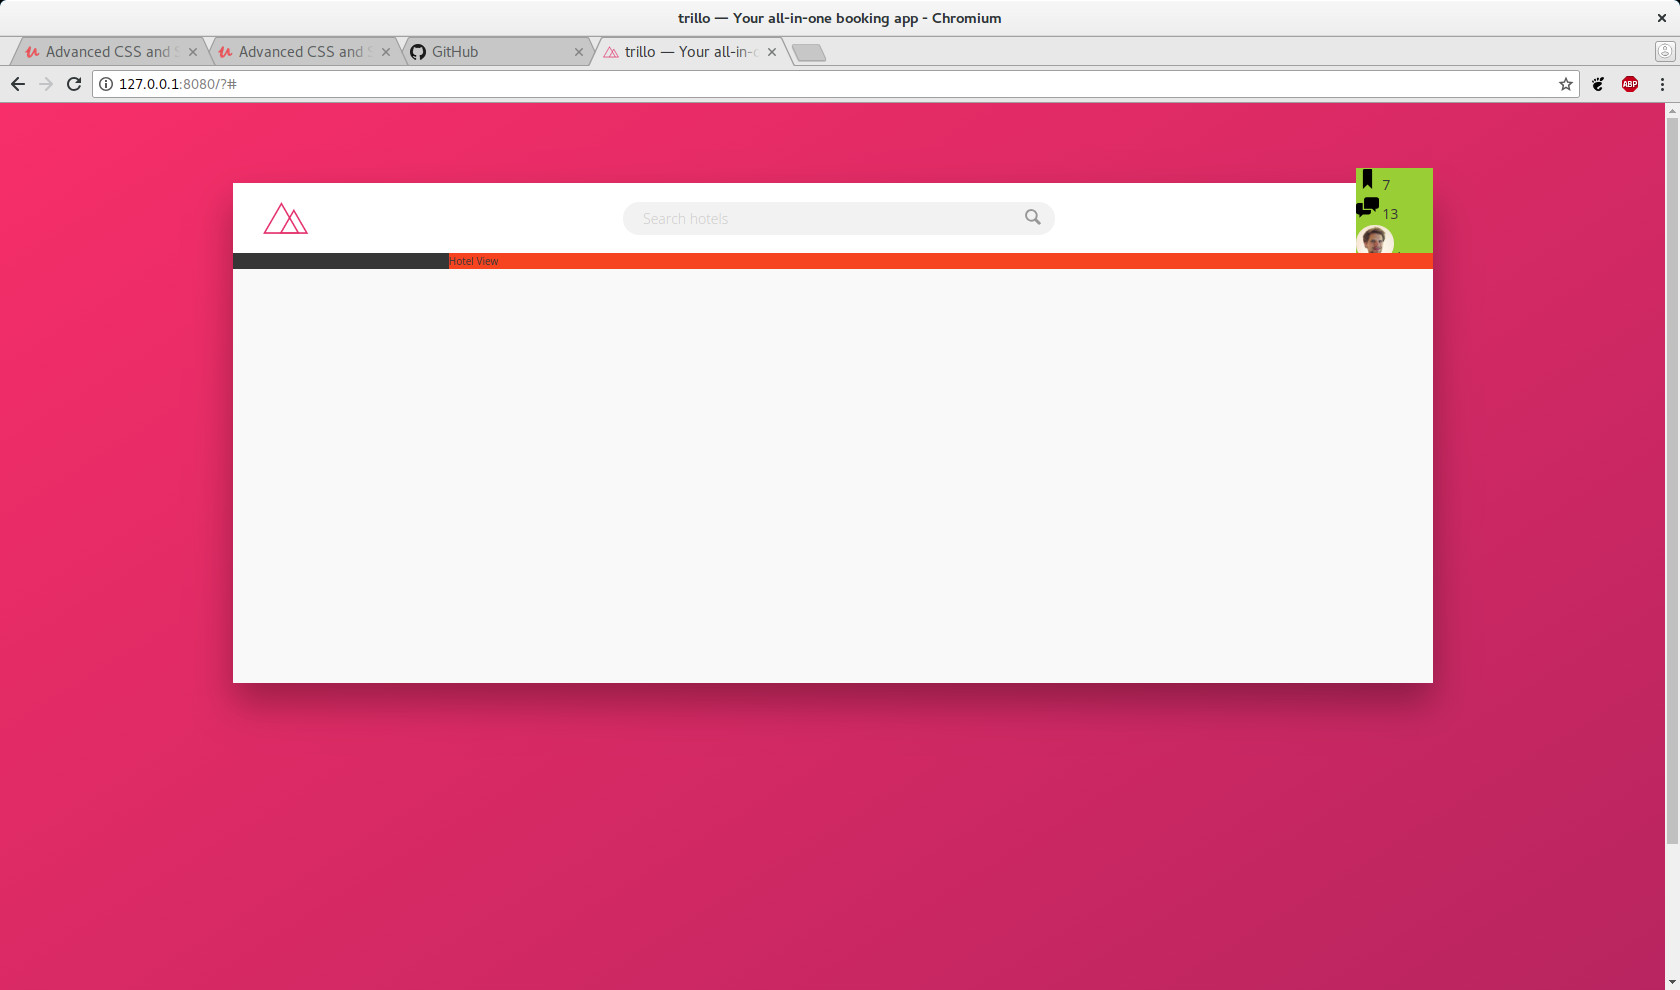 trillo — Your all-in-one booking app - Chromium
Advanced CSS and S
Advanced CSS and S
GitHub
trillo — Your all-in-o
127.0.0.1:8080/?#
ABP
Search hotels
7
13
Hotel View